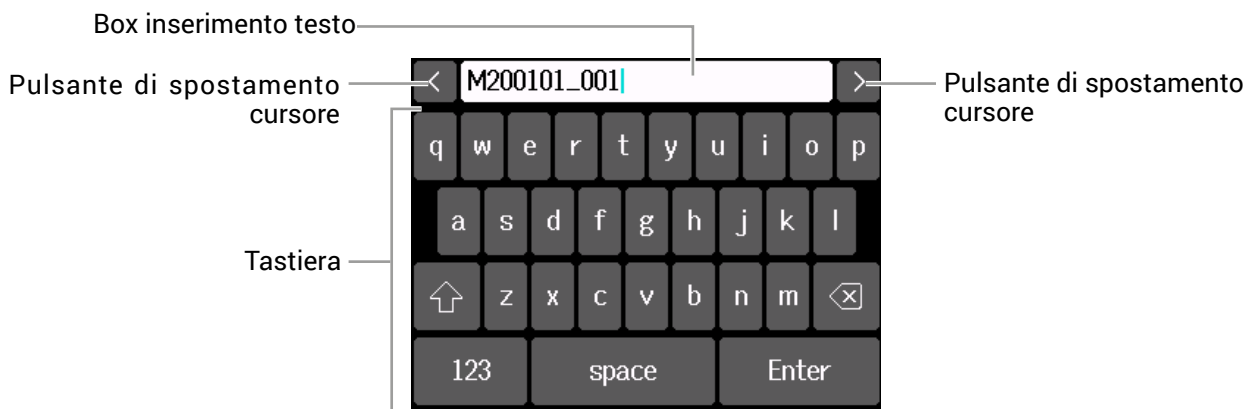 Box inserimento testo
Pulsante di spostamento
cursore
M200101_001
Pulsante di spostamento
cursore
q w e r t y u i o p
a s d f g h j k l
Tastiera
z x c v b n m
123 space Enter